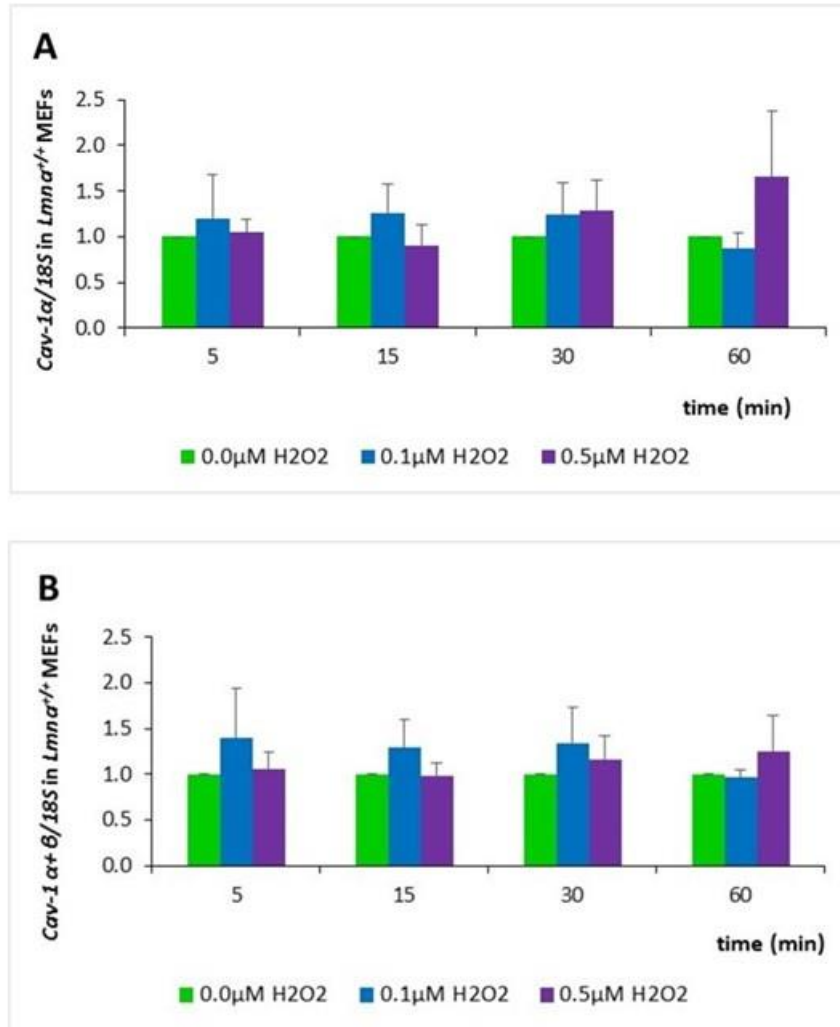 A
Cav-1α/18S in Lmna+/+ MEFs
2.5
2.0
1.5
1.0
0.5
0.0
5 15 30 60
time (min)
0.0µM H2O2 0.1µM H2O2 0.5µM H2O2
B
Cav-1 α+ β/18S in Lmna+/+ MEFs
2.5
2.0
1.5
1.0
0.5
0.0
5 15 30 60
time (min)
0.0µM H2O2 0.1µM H2O2 0.5µM H2O2